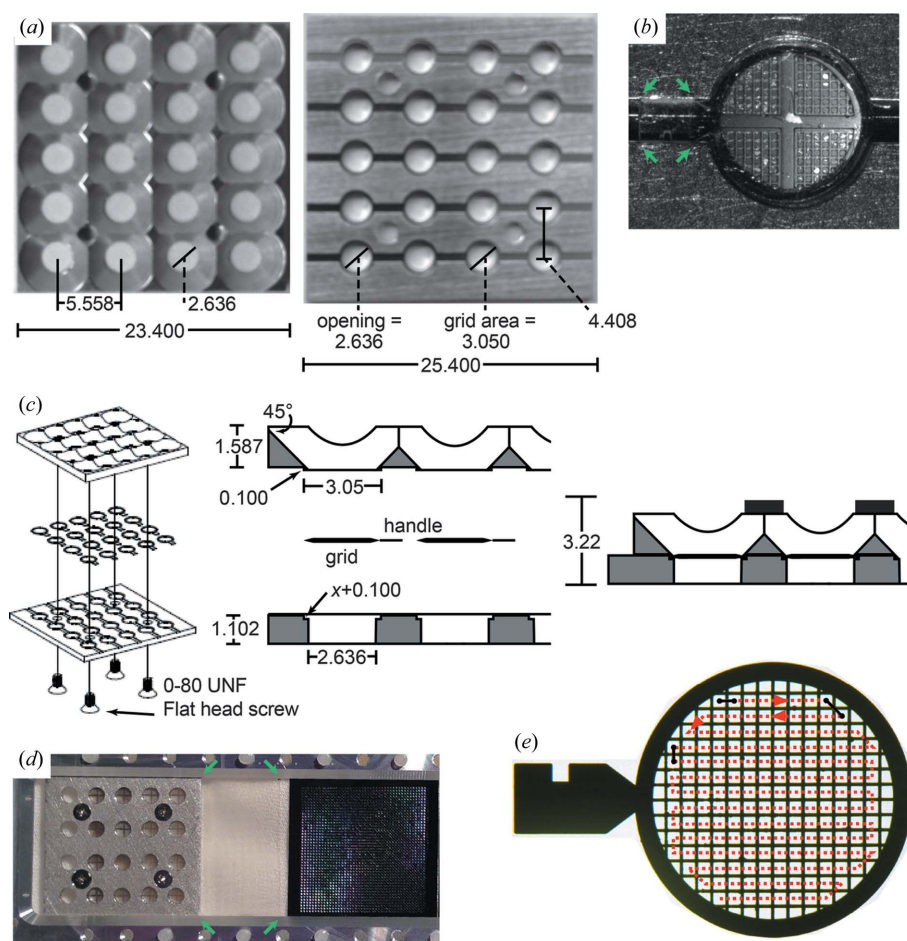 (a)
(b)
5.558
2.636
23.400
opening =
2.636
grid area =
3.050
4.408
25.400
(c)
45°
1.587
0.100
3.05
handle
grid
x+0.100
1.102
2.636
3.22
0-80 UNF
Flat head screw
(d)
(e)